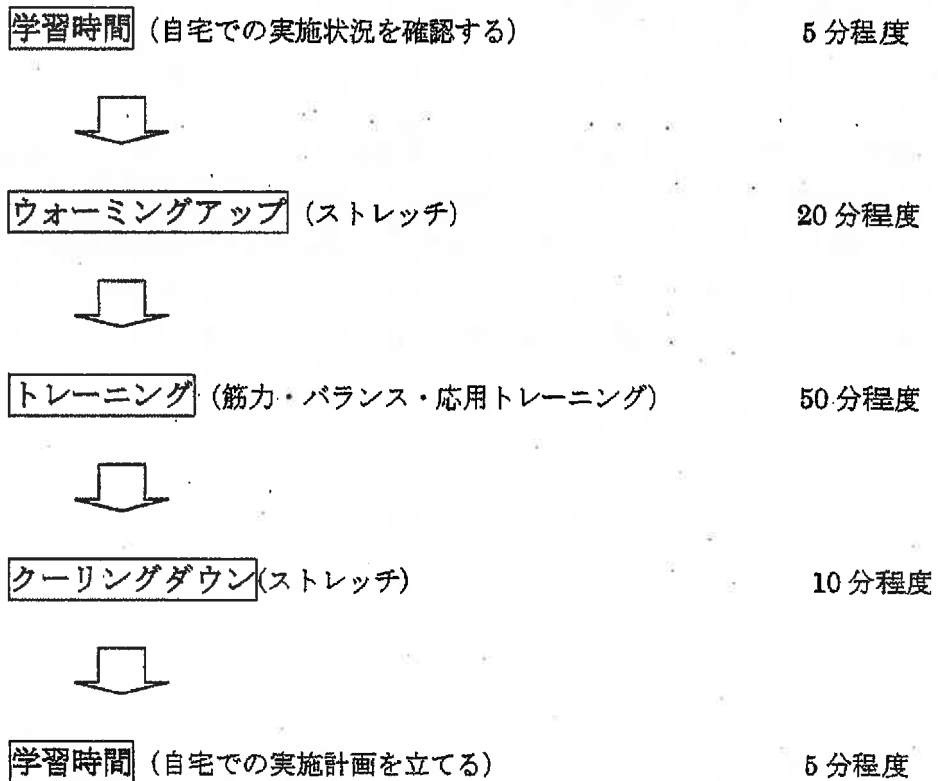 学習時間 (自宅での実施状況を確認する) 5分程度
ウォーミングアップ (ストレッチ) 20分程度
トレーニング (筋力・バランス・応用トレーニング) 50分程度
クーリングダウン(ストレッチ) 10分程度
学習時間 (自宅での実施計画を立てる) 5分程度